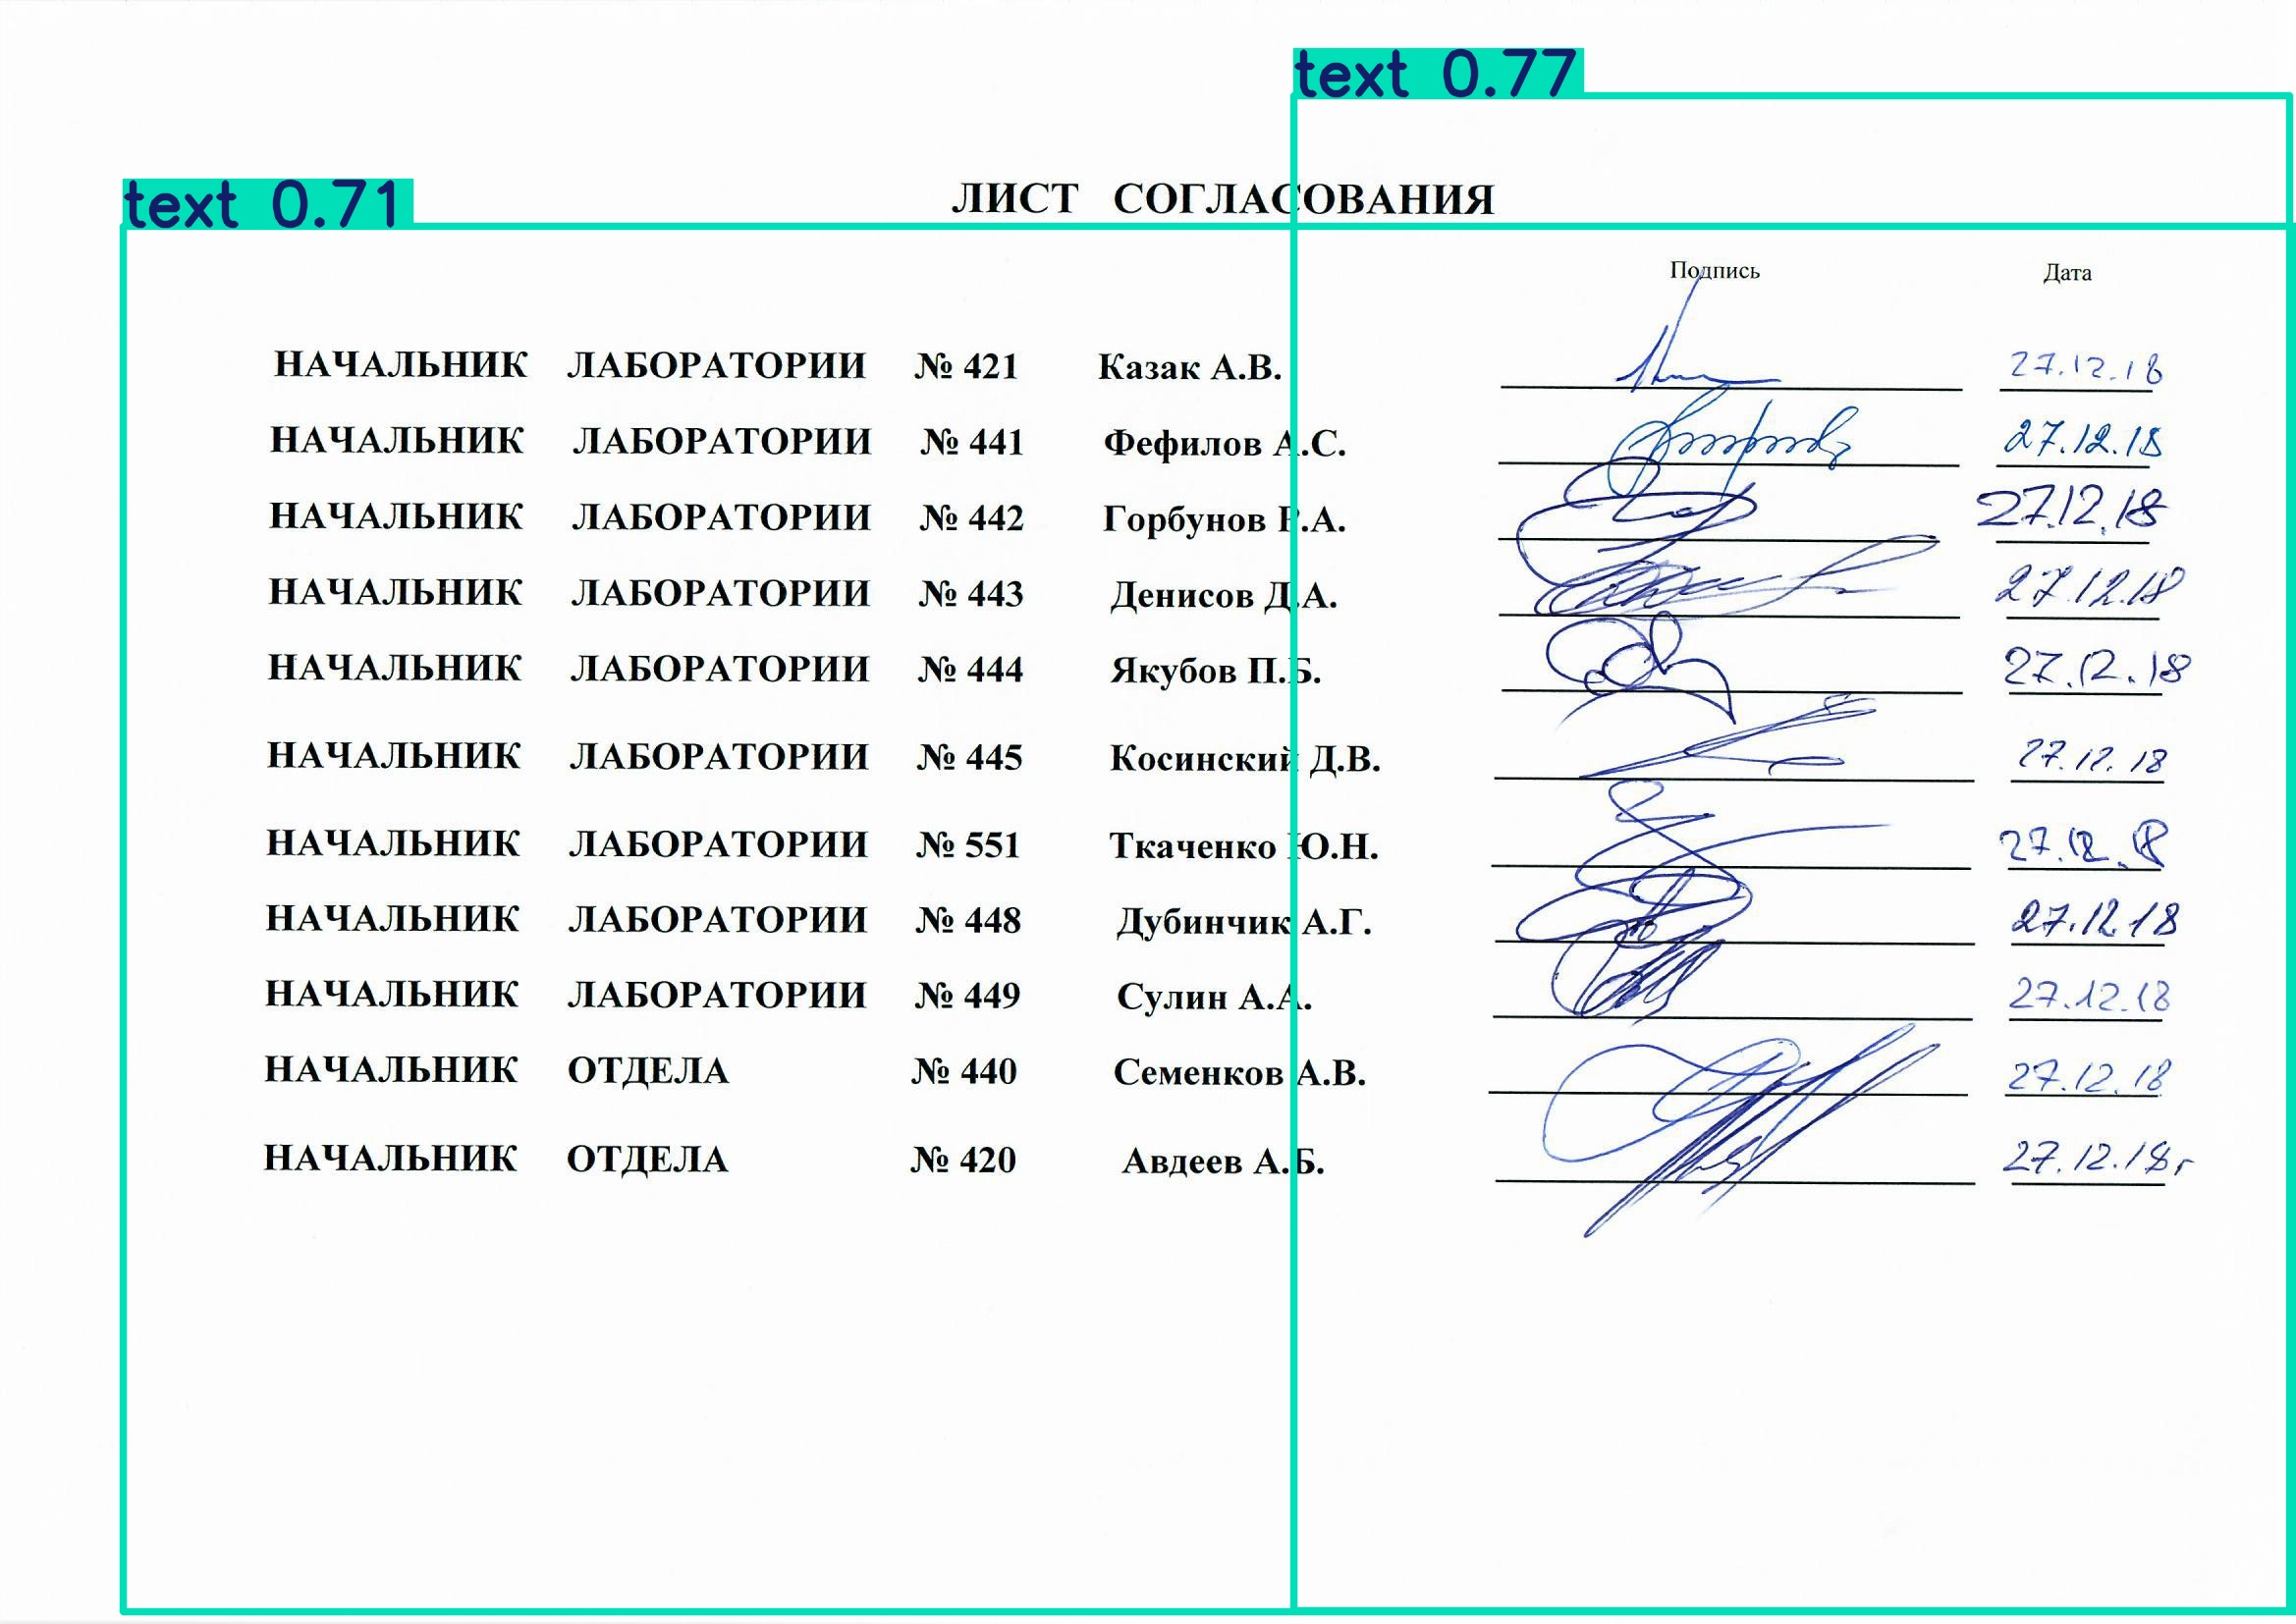 text 0.77
text 0.71
ЛИСТ СОГЛАСОВАНИЯ
Подпись Дата
НАЧАЛЬНИК ЛАБОРАТОРИИ № 421 Казак А.В. 27.12.18
НАЧАЛЬНИК ЛАБОРАТОРИИ № 441 Фефилов А.С. 27.12.18
НАЧАЛЬНИК ЛАБОРАТОРИИ № 442 Горбунов 27.12.18
НАЧАЛЬНИК ЛАБОРАТОРИИ № 443 Денисов Д.А. 27.12.18
НАЧАЛЬНИК ЛАБОРАТОРИИ № 444 Якубов П.Б. 27.12.18
НАЧАЛЬНИК ЛАБОРАТОРИИ № 445 Косинский Д.В. 27.12.18
НАЧАЛЬНИК ЛАБОРАТОРИИ № 551 Ткаченко Ю.Н. 27.12.18
НАЧАЛЬНИК ЛАБОРАТОРИИ № 448 Дубинчик А.Г. 27.12.18
НАЧАЛЬНИК ЛАБОРАТОРИИ № 449 Сулин А.А. 27.12.18
НАЧАЛЬНИК ОТДЕЛА № 440 Семенков А.В. 27.12.18
НАЧАЛЬНИК ОТДЕЛА № 420 Авдеев А.Б. 27.12.18г